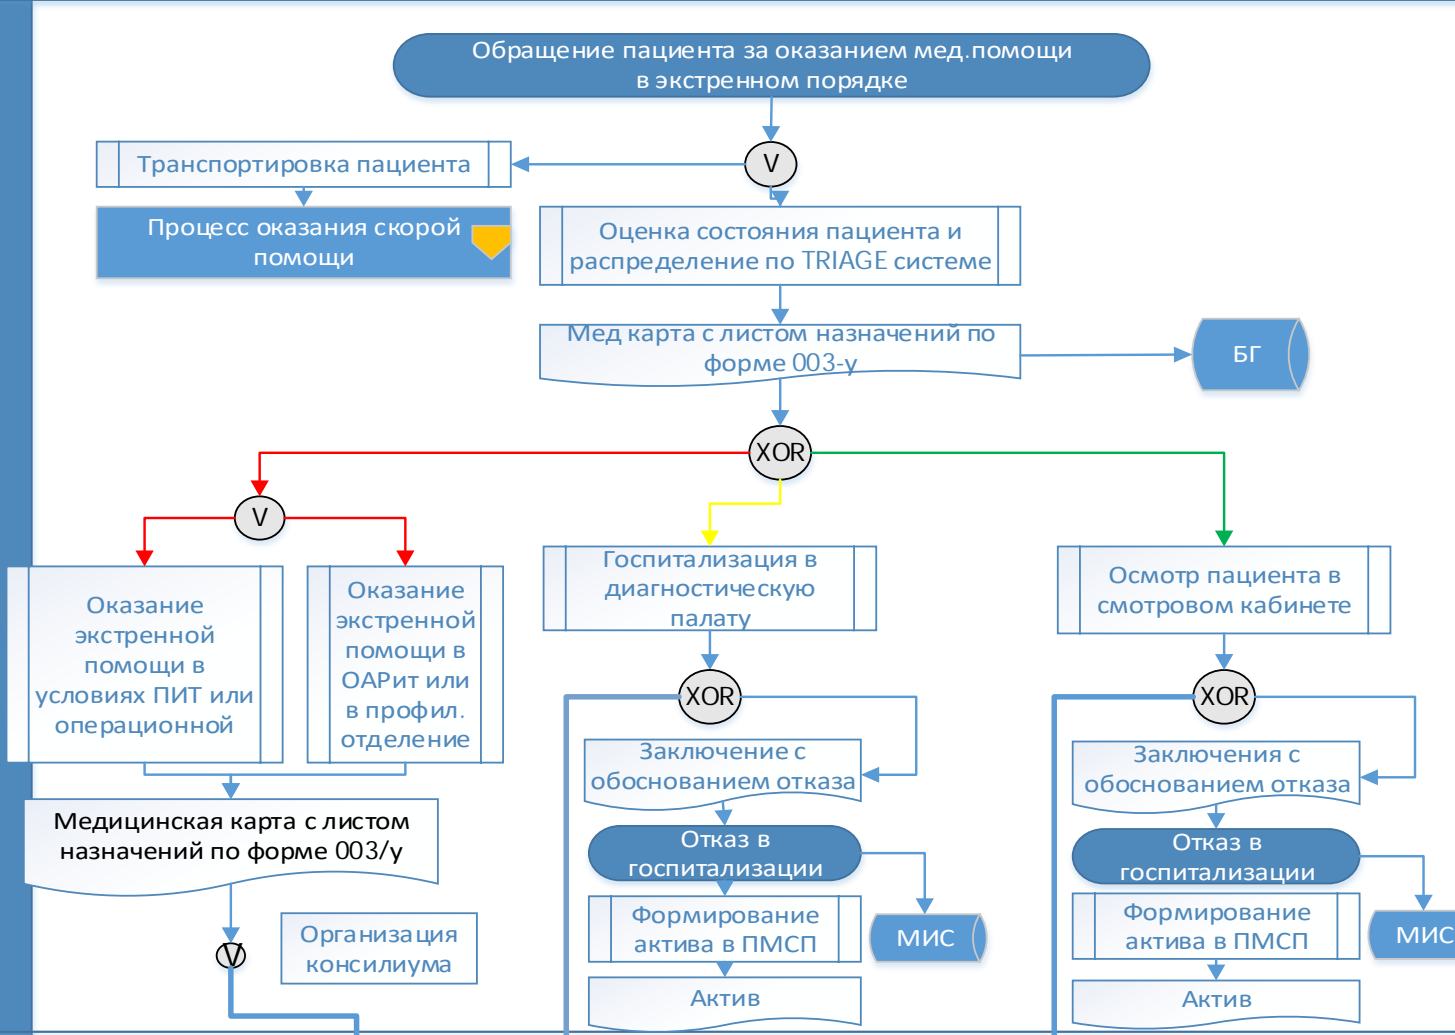 Обращение пациента за оказанием мед.помощи
в экстренном порядке
V
Транспортировка пациента
Процесс оказания скорой
помощи
Оценка состояния пациента и
распределение по TRIAGE системе
Мед карта с листом назначений по
форме 003-у
БГ
XOR
V
Оказание
экстренной
помощи в
условиях ПИТ или
операционной
Оказание
экстренной
помощи в
ОАРит или
в профил.
отделение
Медицинская карта с листом
назначений по форме 003/у
V
Организация
консилиума
Госпитализация в
диагностическую
палату
XOR
Заключение с
обоснованием отказа
Отказ в
госпитализации
Формирование
актива в ПМСП
МИС
Актив
Осмотр пациента в
смотровом кабинете
XOR
Заключения с
обоснованием отказа
Отказ в
госпитализации
Формирование
актива в ПМСП
МИС
Актив